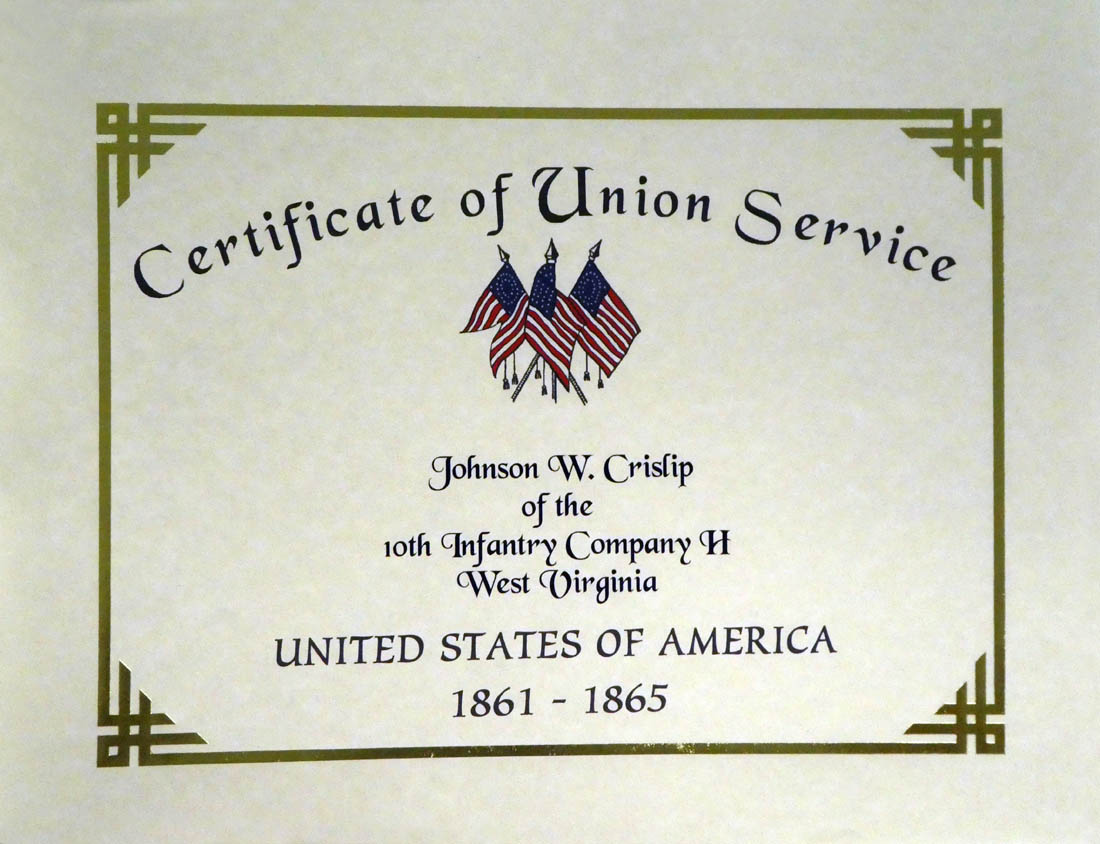 Certificate of Union Service
Johnson W. Crislip
of the
10th Infantry Company H
West Virginia
UNITED STATES OF AMERICA
1861 - 1865